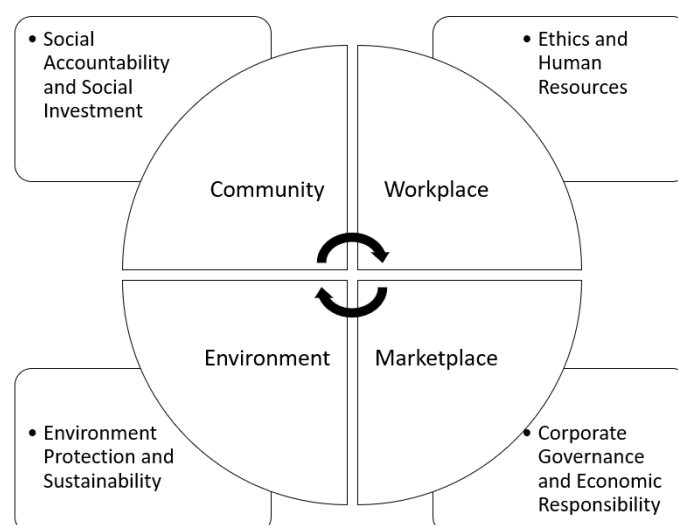 • Social
Accountability
and Social
Investment
• Ethics and
Human
Resources
Community
Workplace
Environment
Marketplace
• Environment
Protection and
Sustainability
• Corporate
Governance
and Economic
Responsibility